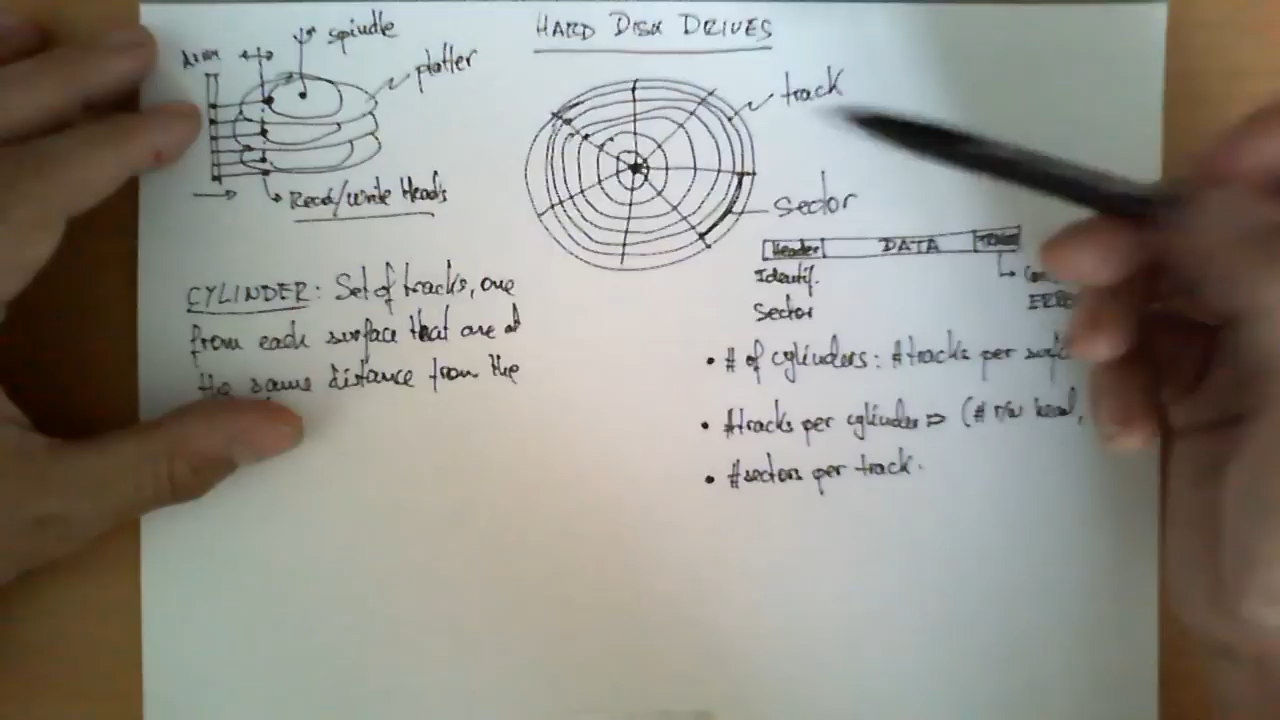 HARD DISK DRIVES
Arm
spindle
platter
Read/Write Heads
track
sector
Header DATA
Identif.
Sector
CYLINDER: Set of tracks, one
from each surface that are at
the same distance from the
• # of cylinders: #tracks per
• #tracks per cylinder ⇒ (# r/w head,
• #sectors per track.